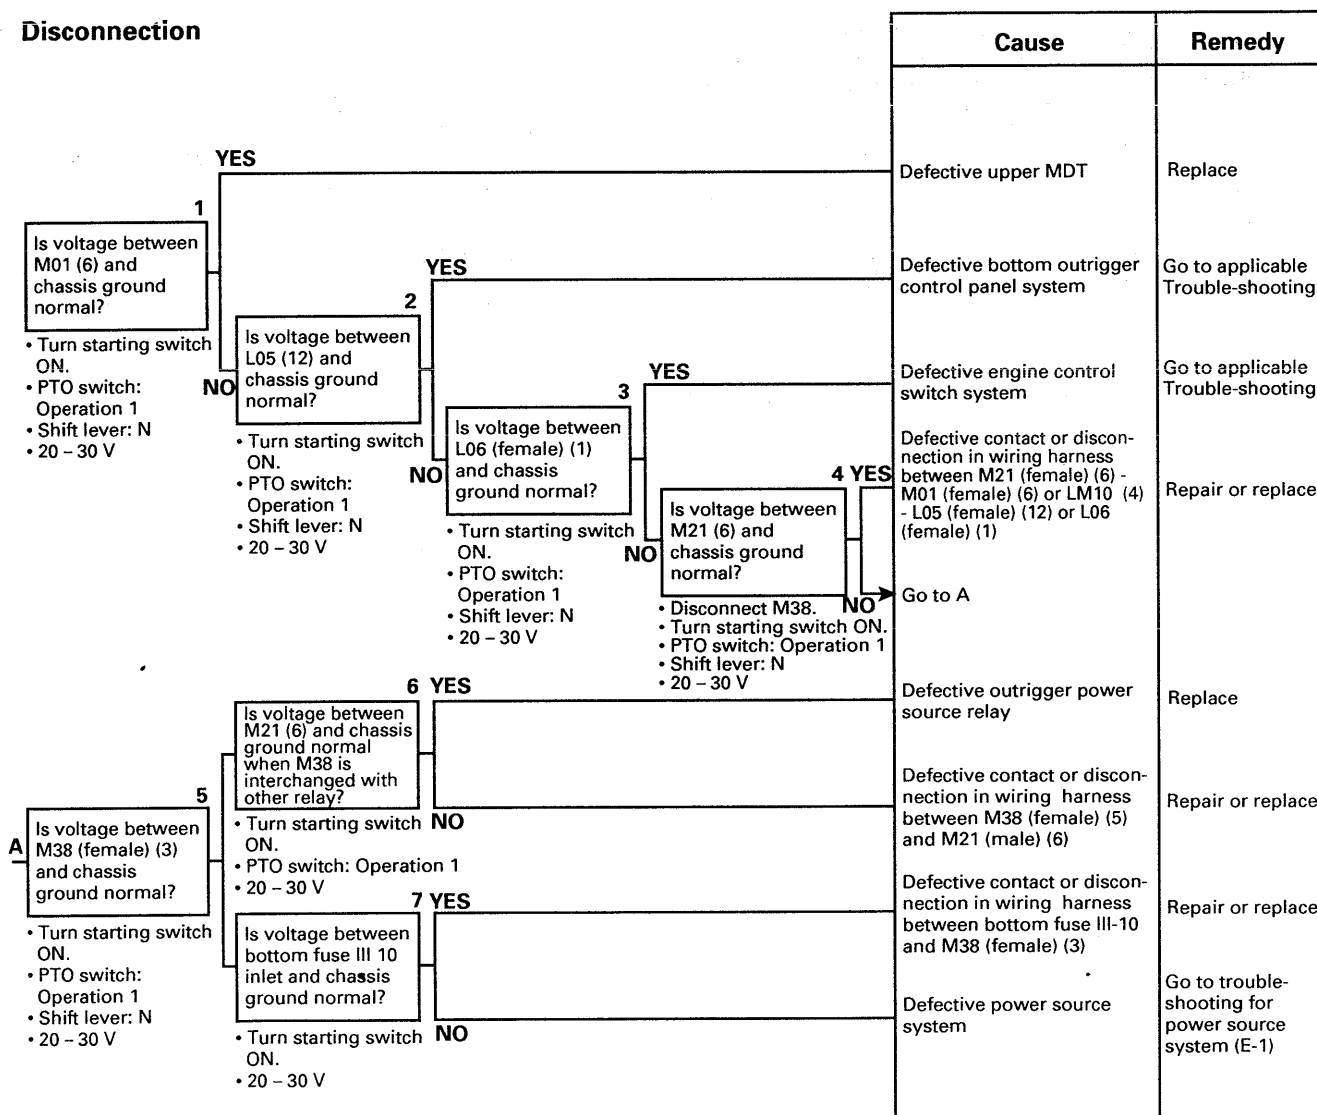 Disconnection
Cause
Remedy
YES
Defective upper MDT
Replace
1
Is voltage between
M01 (6) and
chassis ground
normal?
• Turn starting switch
ON.
• PTO switch:
Operation 1
• Shift lever: N
• 20 – 30 V
NO
YES
Defective bottom outrigger
control panel system
Go to applicable
Trouble-shooting
2
Is voltage between
L05 (12) and
chassis ground
normal?
• Turn starting switch
ON.
• PTO switch:
Operation 1
• Shift lever: N
• 20 – 30 V
NO
YES
Defective engine control
switch system
Go to applicable
Trouble-shooting
3
Is voltage between
L06 (female) (1)
and chassis
ground normal?
• Turn starting switch
ON.
• PTO switch:
Operation 1
• Shift lever: N
• 20 – 30 V
NO
4 YES
Defective contact or discon-
nection in wiring harness
between M21 (female) (6) -
M01 (female) (6) or LM10 (4)
- L05 (female) (12) or L06
(female) (1)
Repair or replace
Is voltage between
M21 (6) and
chassis ground
normal?
NO
Go to A
• Disconnect M38.
• Turn starting switch ON.
• PTO switch: Operation 1
• Shift lever: N
• 20 – 30 V
6 YES
Defective outrigger power
source relay
Replace
Is voltage between
M21 (6) and chassis
ground normal
when M38 is
interchanged with
other relay?
• Turn starting switch
ON.
• PTO switch: Operation 1
• 20 – 30 V
NO
Defective contact or discon-
nection in wiring harness
between M38 (female) (5)
and M21 (male) (6)
Repair or replace
5
A
Is voltage between
M38 (female) (3)
and chassis
ground normal?
• Turn starting switch
ON.
• PTO switch:
Operation 1
• Shift lever: N
• 20 – 30 V
7 YES
Defective contact or discon-
nection in wiring harness
between bottom fuse III-10
and M38 (female) (3)
Repair or replace
Is voltage between
bottom fuse III 10
inlet and chassis
ground normal?
• Turn starting switch
ON.
• 20 – 30 V
NO
Defective power source
system
Go to trouble-
shooting for
power source
system (E-1)